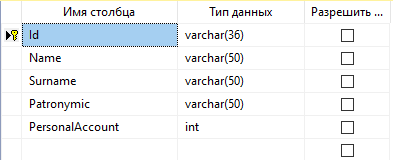 Имя столбца Тип данных Разрешить ...
Id varchar(36)
Name varchar(50)
Surname varchar(50)
Patronymic varchar(50)
PersonalAccount int